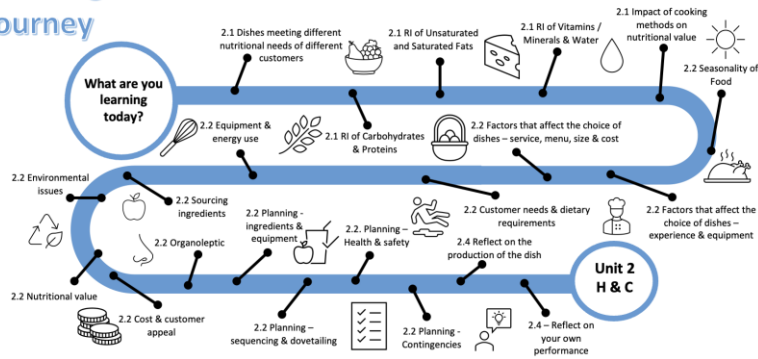 ourney
What are you
learning
today?
2.1 Dishes meeting different
nutritional needs of different
customers
2.1 RI of Carbohydrates
& Proteins
2.1 RI of Unsaturated
and Saturated Fats
2.1 RI of Vitamins /
Minerals & Water
2.1 Impact of cooking
methods on
nutritional value
2.2 Seasonality of
Food
2.2 Factors that affect the
choice of dishes –
experience & equipment
2.2 Factors that affect the choice of
dishes – service, menu, size & cost
2.2 Customer needs & dietary
requirements
2.2 Equipment &
energy use
2.2 Sourcing
ingredients
2.2 Environmental
issues
2.2 Nutritional value
2.2 Cost & customer
appeal
2.2 Organoleptic
2.2 Planning -
ingredients &
equipment
2.2 Planning –
sequencing & dovetailing
2.2. Planning –
Health & safety
2.2 Planning -
Contingencies
2.4 Reflect on the
production of the dish
2.4 – Reflect on
your own
performance
Unit 2
H & C